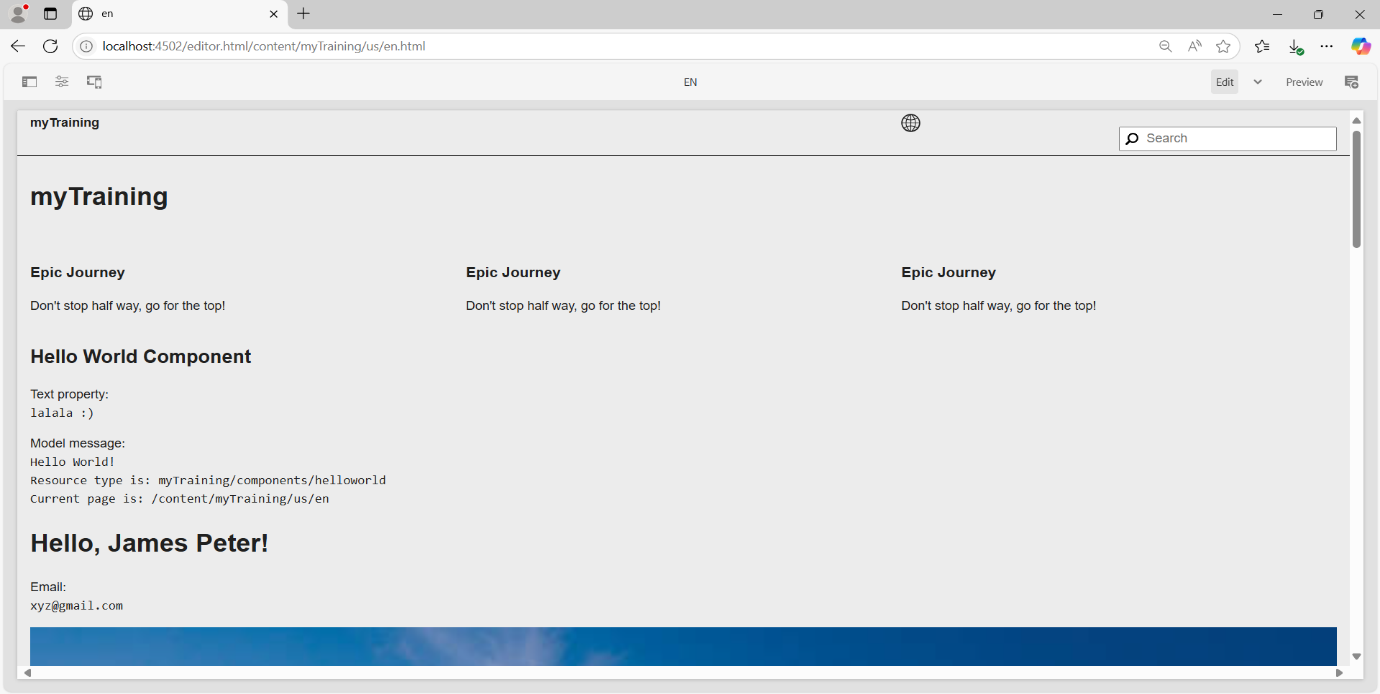 en
localhost:4502/editor.html/content/myTraining/us/en.html
EN
Edit
Preview
myTraining
Search
myTraining
Epic Journey Epic Journey Epic Journey
Don't stop half way, go for the top! Don't stop half way, go for the top! Don't stop half way, go for the top!
Hello World Component
Text property:
lalala :)
Model message:
Hello World!
Resource type is: myTraining/components/helloworld
Current page is: /content/myTraining/us/en
Hello, James Peter!
Email:
xyz@gmail.com